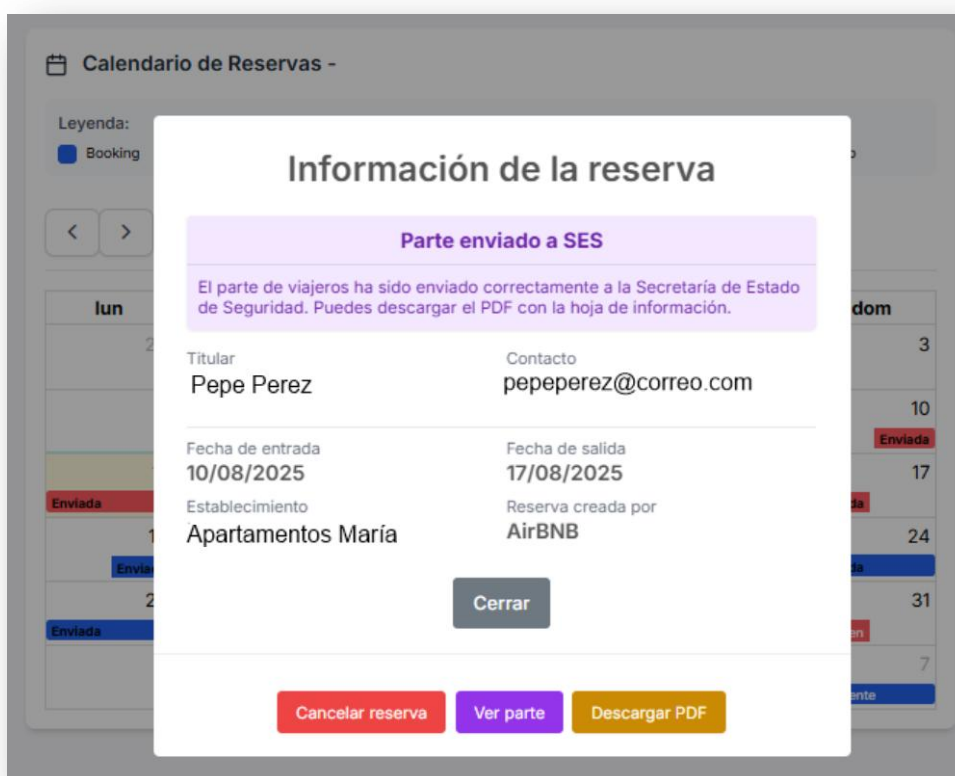 Calendario de Reservas -
Leyenda:
Booking
Información de la reserva
Parte enviado a SES
El parte de viajeros ha sido enviado correctamente a la Secretaría de Estado
de Seguridad. Puedes descargar el PDF con la hoja de información.
lun
dom
Titular
Contacto
3
Pepe Perez
pepeperez@correo.com
10
Enviada
Fecha de entrada
Fecha de salida
10/08/2025
17/08/2025
17
Enviada
Establecimiento
Reserva creada por
Apartamentos María
AirBNB
24
Cerrar
31
Enviada
7
Cancelar reserva
Ver parte
Descargar PDF